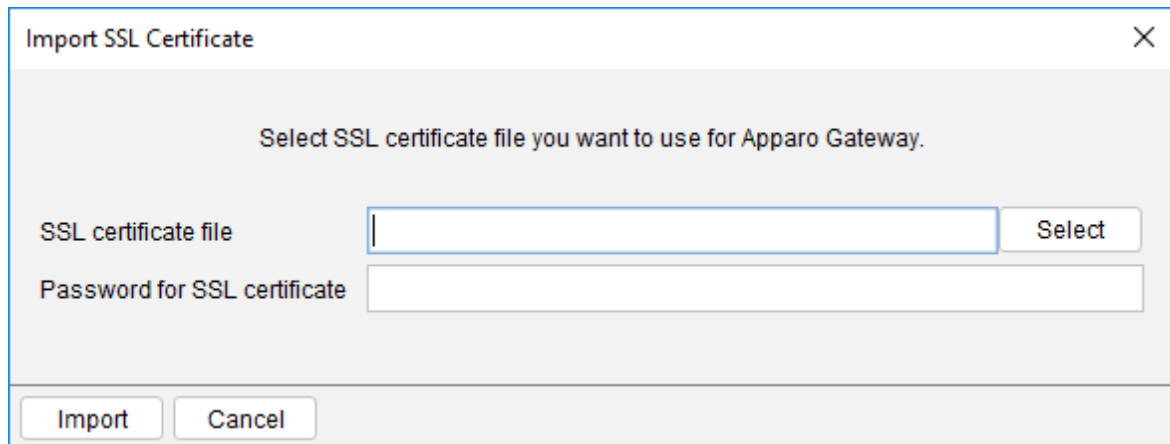 Import SSL Certificate
Select SSL certificate file you want to use for Apparo Gateway.
SSL certificate file
Select
Password for SSL certificate
Import
Cancel